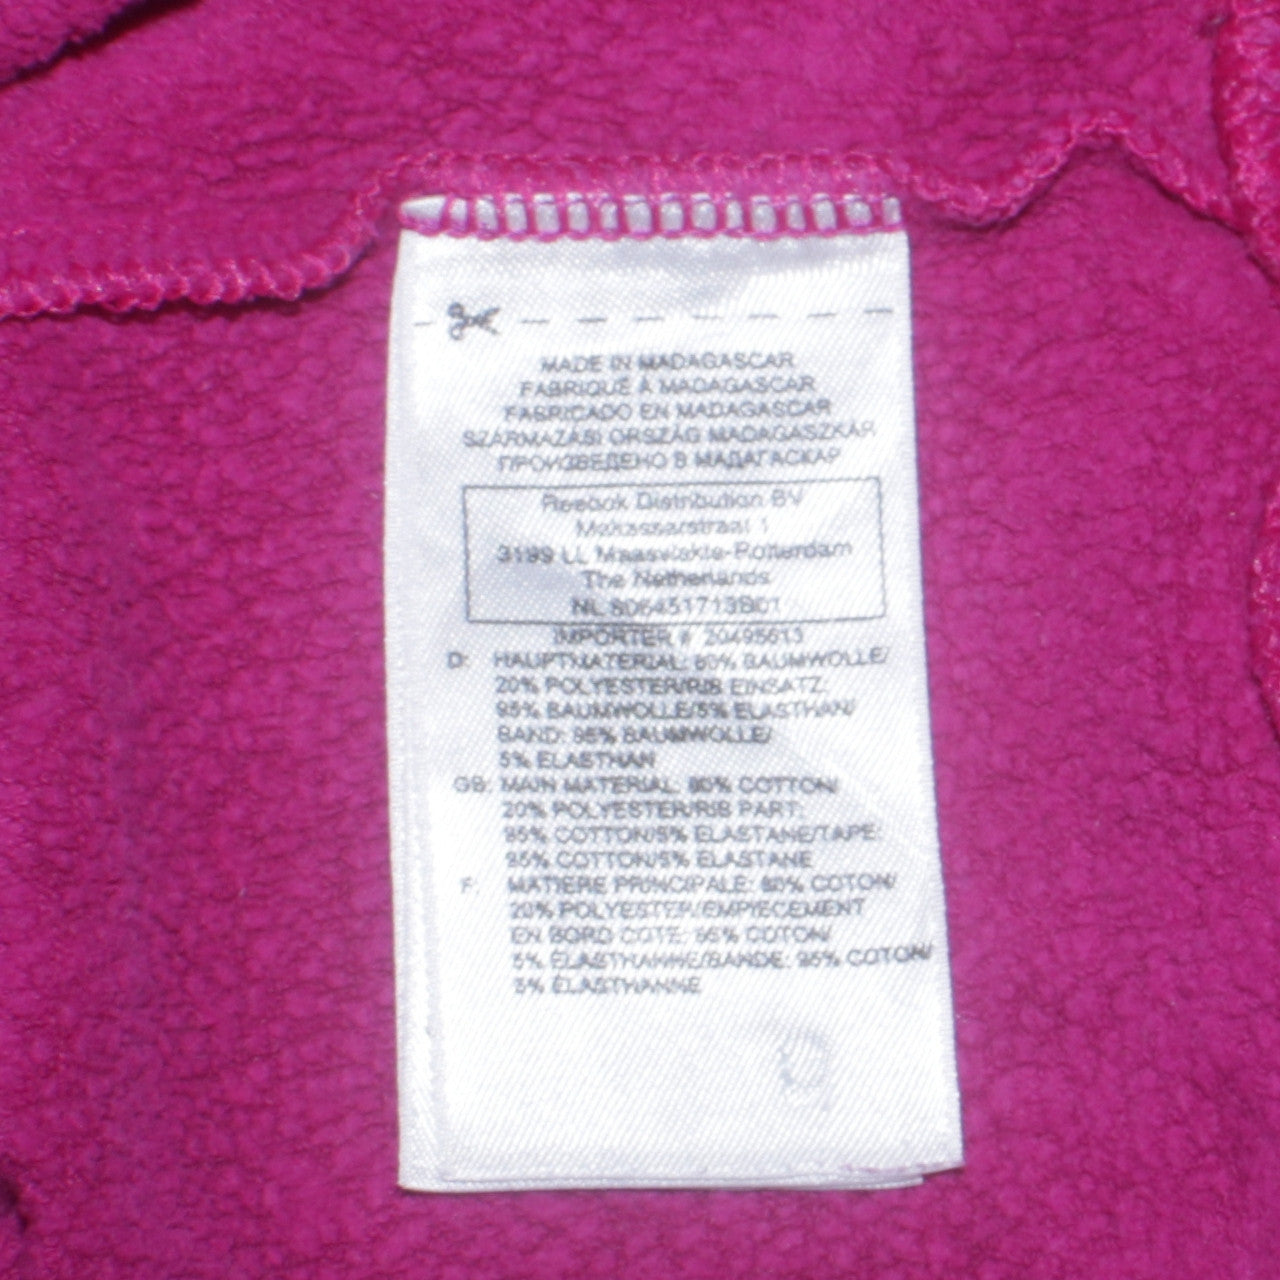 MADE IN MADAGASCAR
FABRIQUÉ À MADAGASCAR
FABRICADO EN MADAGASCAR
SZÁRMAZÁSI ORSZÁG MADAGASZKÁR
ПРОИЗВЕДЕНО В МАДАГАСКАР
Reebok Distribution BV
Makassarstraat 1
3199 LL Maasvlakte-Rotterdam
The Netherlands
NL 806451713B01
IMPORTER # 20495613
D: HAUPTMATERIAL: 80% BAUMWOLLE/
20% POLYESTER/RIB EINSATZ:
95% BAUMWOLLE/5% ELASTHAN/
BAND: 95% BAUMWOLLE/
5% ELASTHAN
GB: MAIN MATERIAL: 80% COTTON/
20% POLYESTER/RIB PART:
95% COTTON/5% ELASTANE/TAPE:
95% COTTON/5% ELASTANE
F: MATIERE PRINCIPALE: 80% COTON/
20% POLYESTER/EMPIECEMENT
EN BORD COTE: 95% COTON/
5% ELASTHANNE/BANDE: 95% COTON/
5% ELASTHANNE